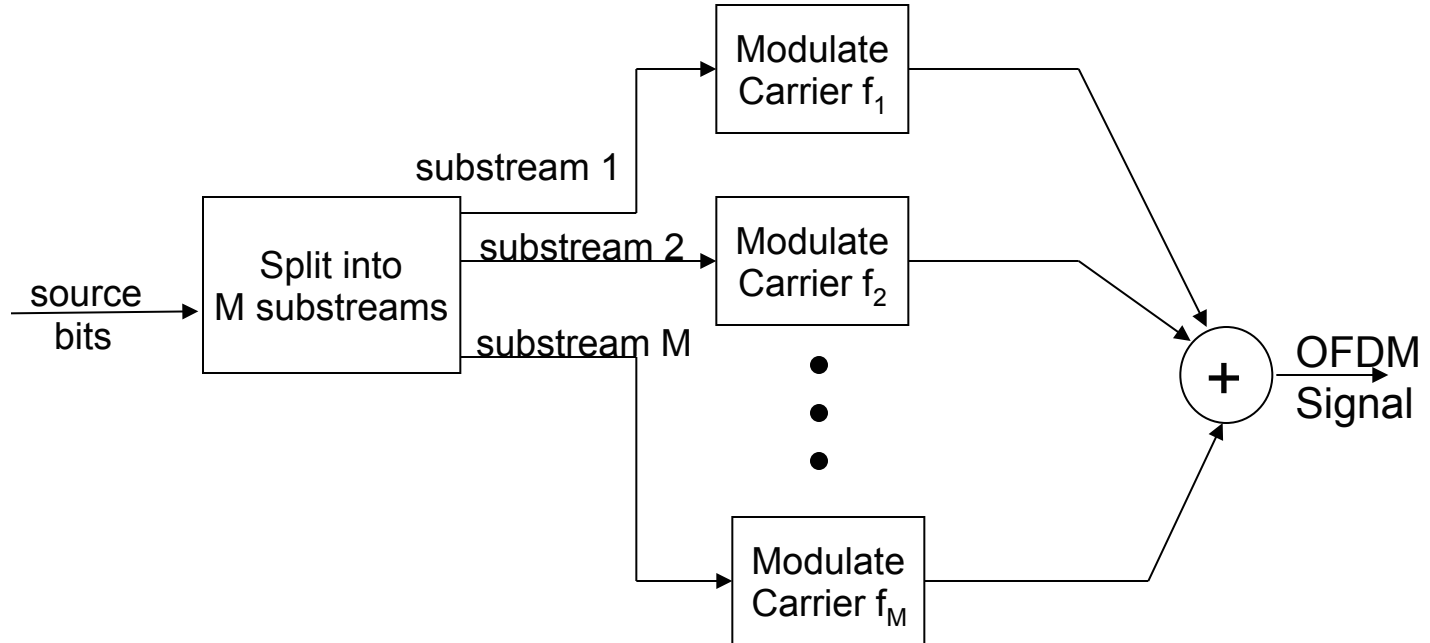 source
bits
Split into
M substreams
substream 1
substream 2
substream M
Modulate
Carrier f₁
Modulate
Carrier f₂
Modulate
Carrier f_M
+
OFDM
Signal